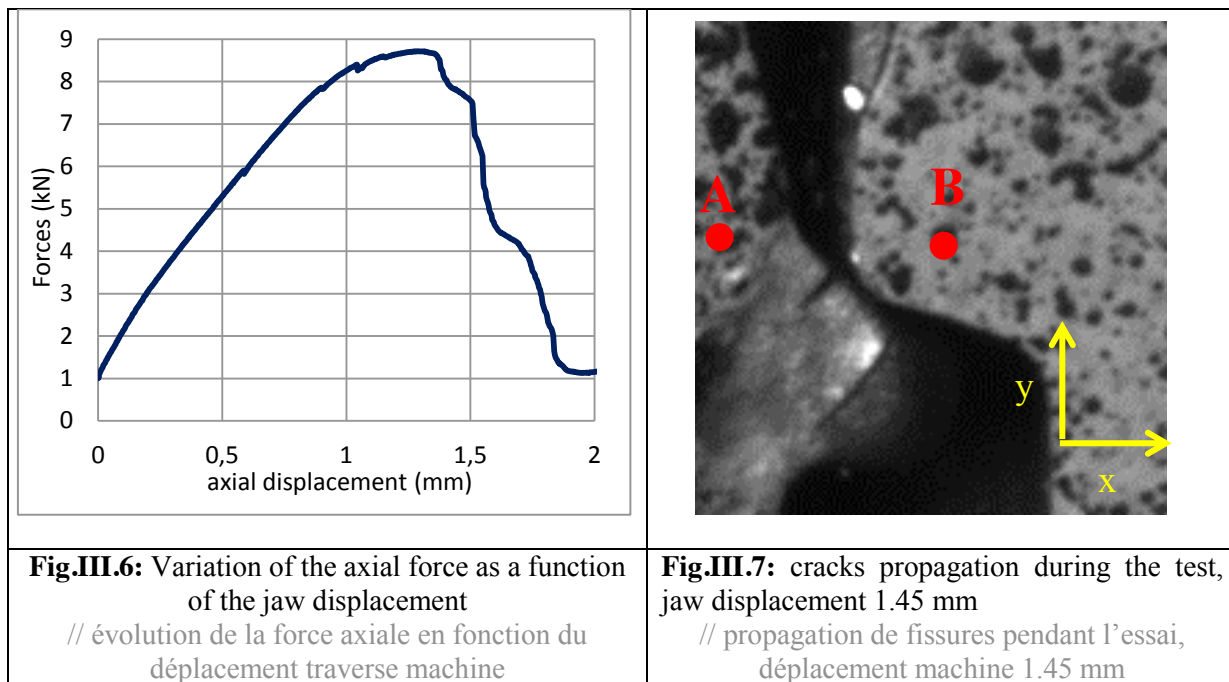 9
8
7
6
5
4
3
2
1
0
Forces (kN)
0 0,5 1 1,5 2
axial displacement (mm)
A
B
y
x
Fig.III.6: Variation of the axial force as a function
of the jaw displacement
// évolution de la force axiale en fonction du
déplacement traverse machine
Fig.III.7: cracks propagation during the test,
jaw displacement 1.45 mm
// propagation de fissures pendant l’essai,
déplacement machine 1.45 mm